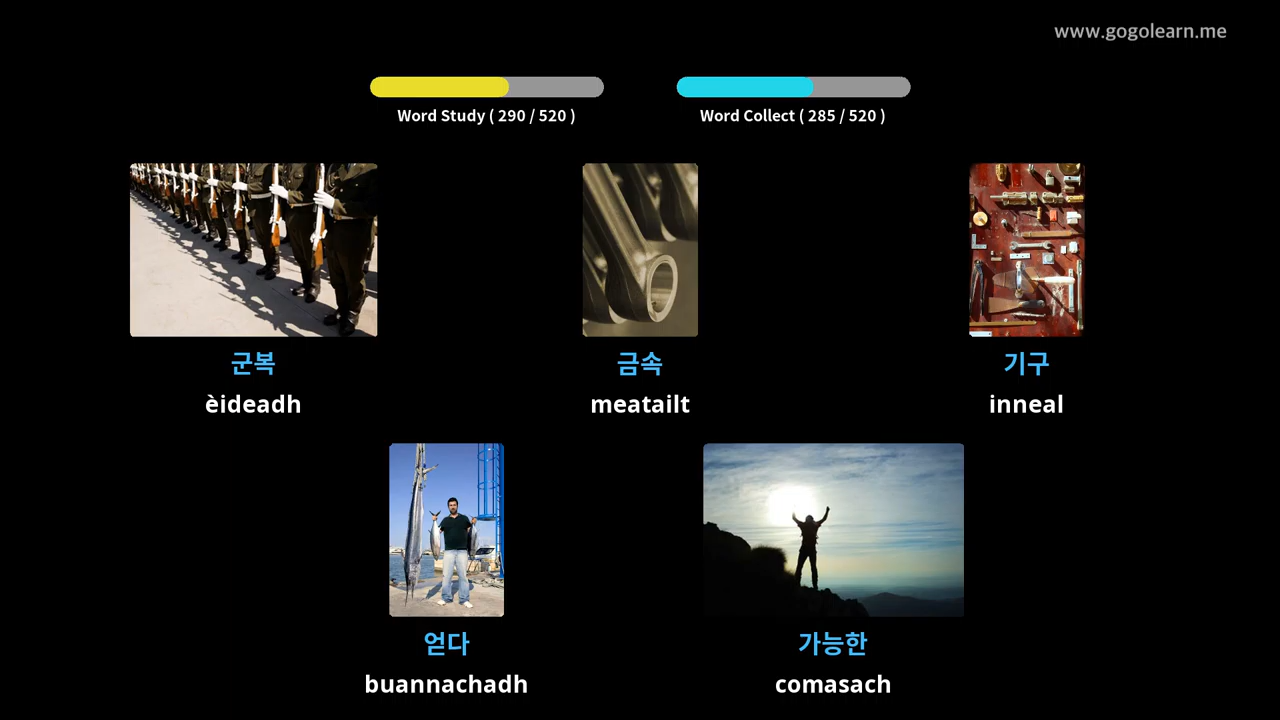 www.gogolearn.me
Word Study ( 290 / 520 )
Word Collect ( 285 / 520 )
군복
금속
기구
èideadh
meatailt
inneal
얻다
가능한
buannachadh
comasach